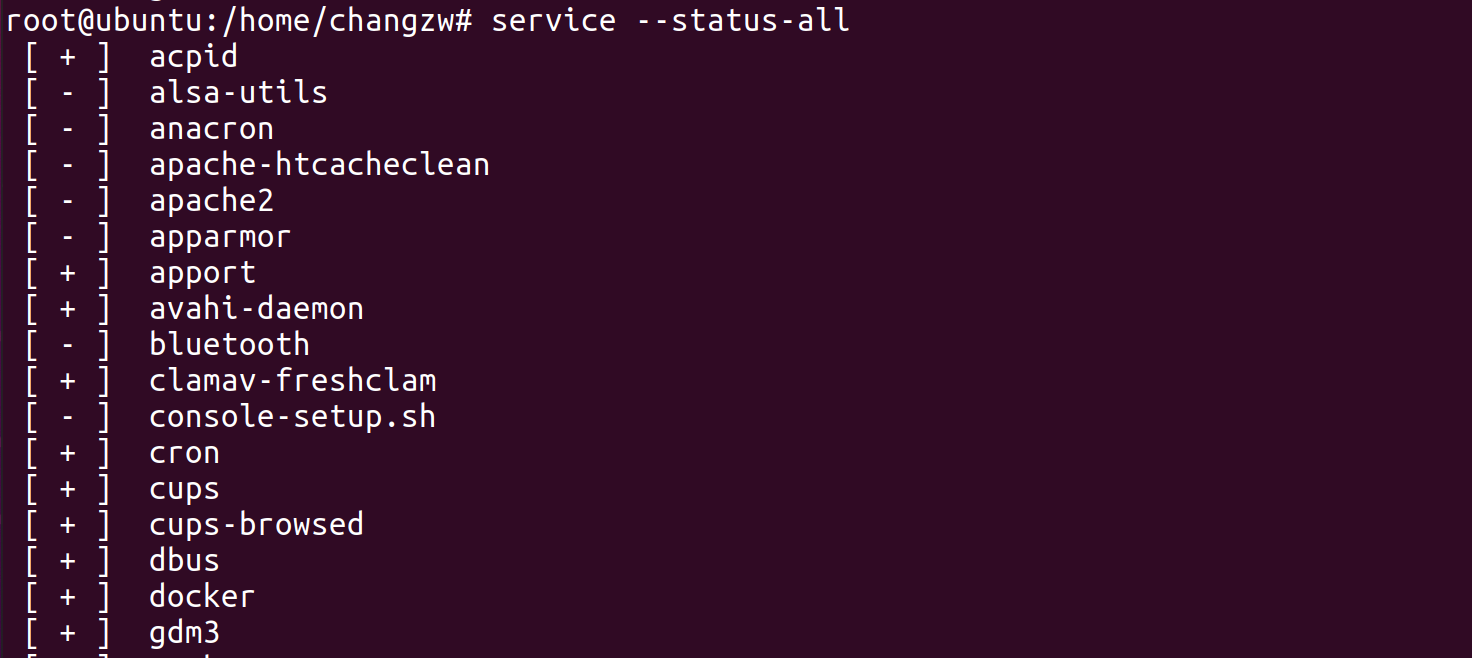 root@ubuntu:/home/changzw# service --status-all
[ + ]  acpid
[ - ]  alsa-utils
[ - ]  anacron
[ - ]  apache-htcacheclean
[ - ]  apache2
[ - ]  apparmor
[ + ]  apport
[ + ]  avahi-daemon
[ - ]  bluetooth
[ + ]  clamav-freshclam
[ - ]  console-setup.sh
[ + ]  cron
[ + ]  cups
[ + ]  cups-browsed
[ + ]  dbus
[ + ]  docker
[ + ]  gdm3